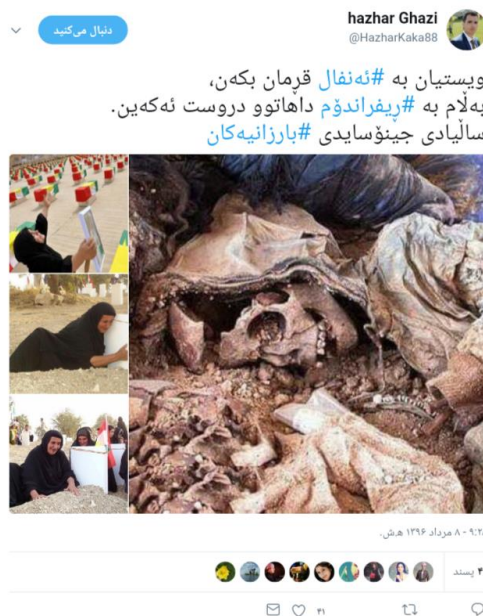 hazhar Ghazi
@HazharKaka88
دنبال می‌کنید
ویستیان بە #ئەنفال قڕمان بکەن،
بەڵام بە #ڕیفراندۆم داهاتوو دروست ئەکەین.
ساڵیادی جینۆسایدی #بارزانیەکان
۸ مرداد ۱۳۹۶ ه‍.ش.
پسند
۳۱